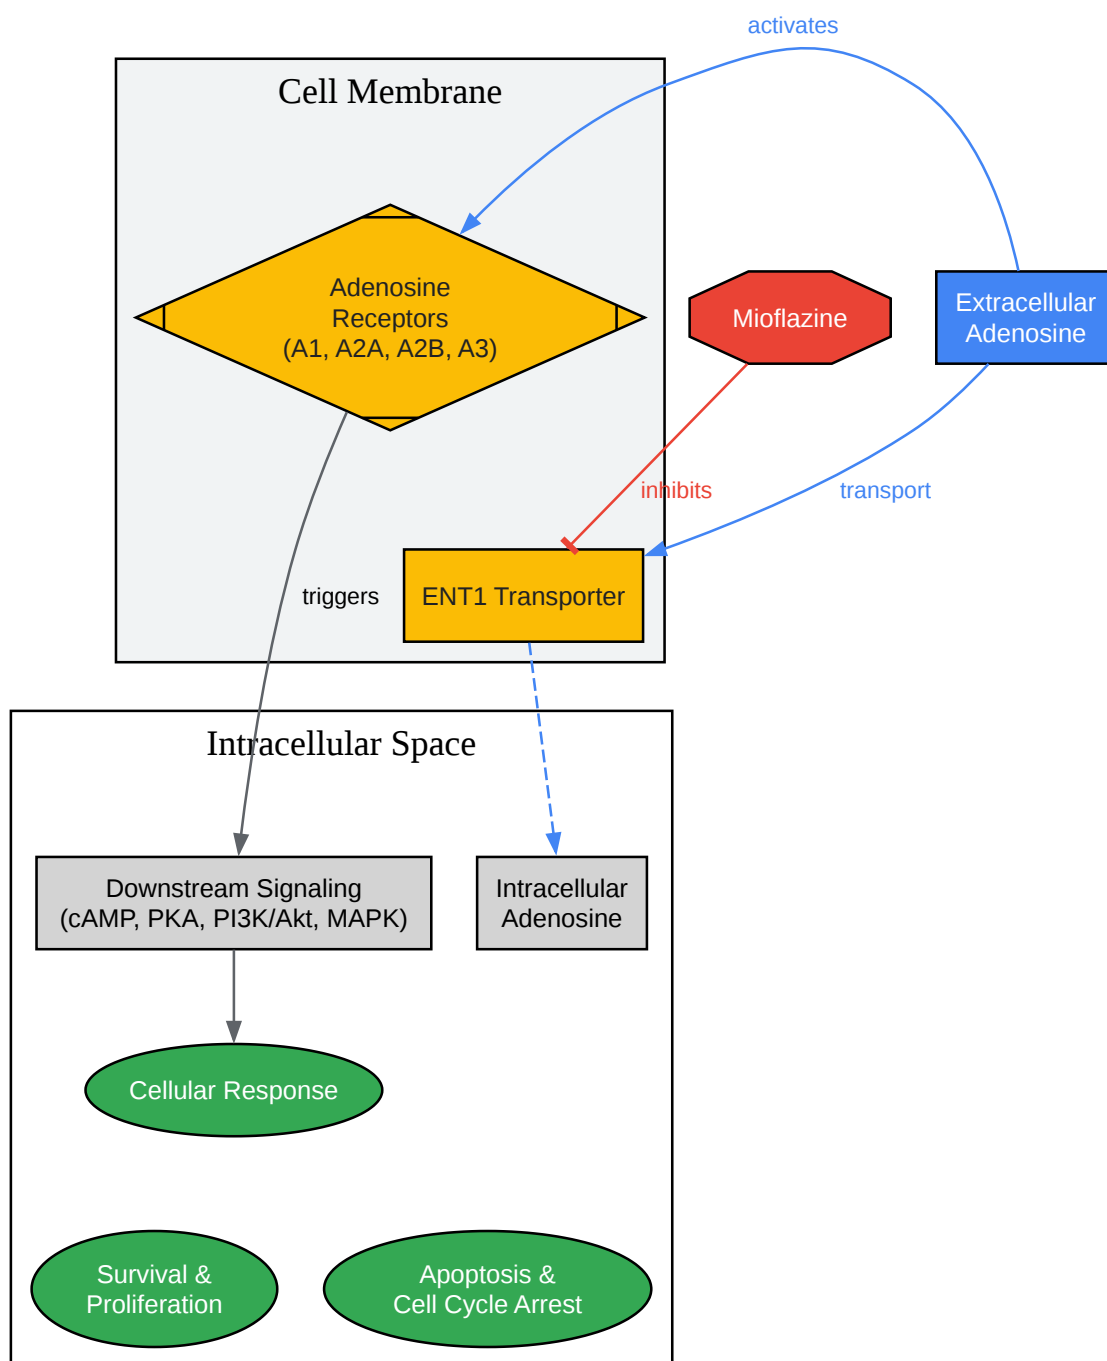 activates
Cell Membrane
Adenosine
Receptors
(A1, A2A, A2B, A3)
Mioflazine
Extracellular
Adenosine
inhibits
transport
triggers
ENT1 Transporter
Intracellular Space
Downstream Signaling
(cAMP, PKA, PI3K/Akt, MAPK)
Intracellular
Adenosine
Cellular Response
Survival &
Proliferation
Apoptosis &
Cell Cycle Arrest